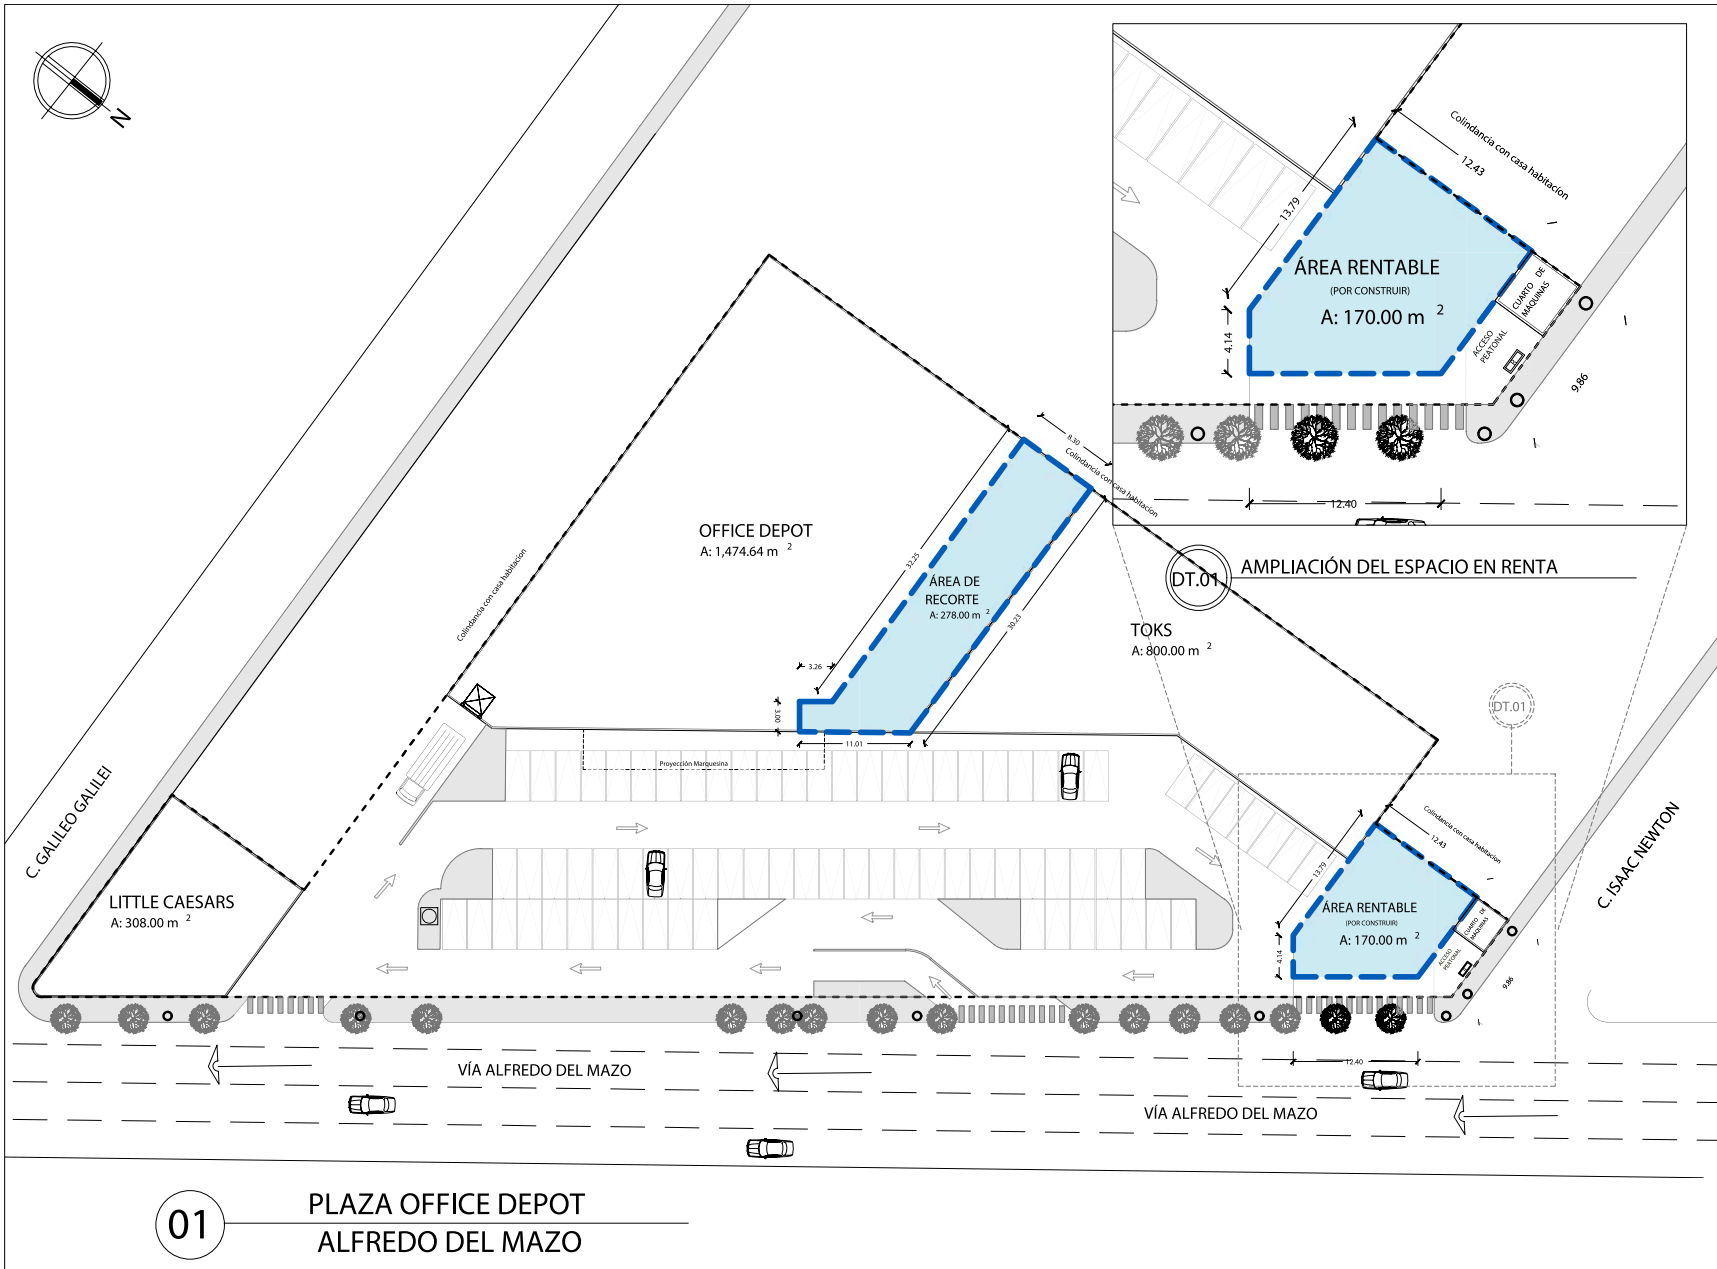 N
Colindancia con casa habitacion
12.43
13.79
ÁREA RENTABLE
(POR CONSTRUIR)
A: 170.00 m 2
4.14
CUARTO DE
MÁQUINAS
ACCESO
PEATONAL
9.86
12.40
DT.01
AMPLIACIÓN DEL ESPACIO EN RENTA
8.30
Colindancia con casa habitacion
OFFICE DEPOT
A: 1,474.64 m 2
32.25
ÁREA DE
RECORTE
A: 278.00 m 2
30.23
3.26
3.00
11.01
Colindancia con casa habitacion
TOKS
A: 800.00 m 2
DT.01
Proyección Marquesina
C. GALILEO GALILEI
LITTLE CAESARS
A: 308.00 m 2
C. ISAAC NEWTON
Colindancia con casa habitacion
12.43
13.79
ÁREA RENTABLE
(POR CONSTRUIR)
A: 170.00 m 2
4.14
CUARTO DE
MÁQUINAS
ACCESO
PEATONAL
9.86
12.40
VÍA ALFREDO DEL MAZO
VÍA ALFREDO DEL MAZO
01
PLAZA OFFICE DEPOT
ALFREDO DEL MAZO